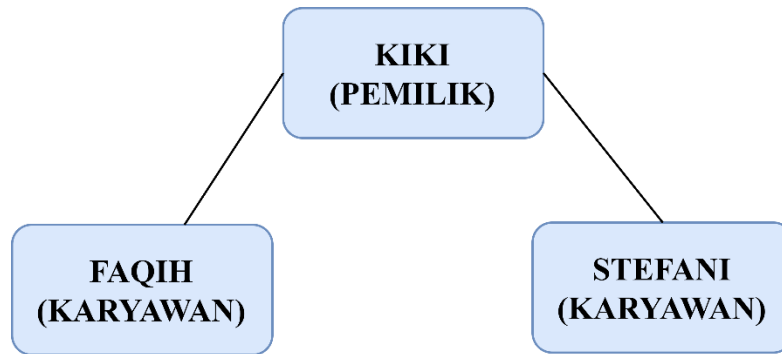 KIKI
(PEMILIK)
FAQIH
(KARYAWAN)
STEFANI
(KARYAWAN)